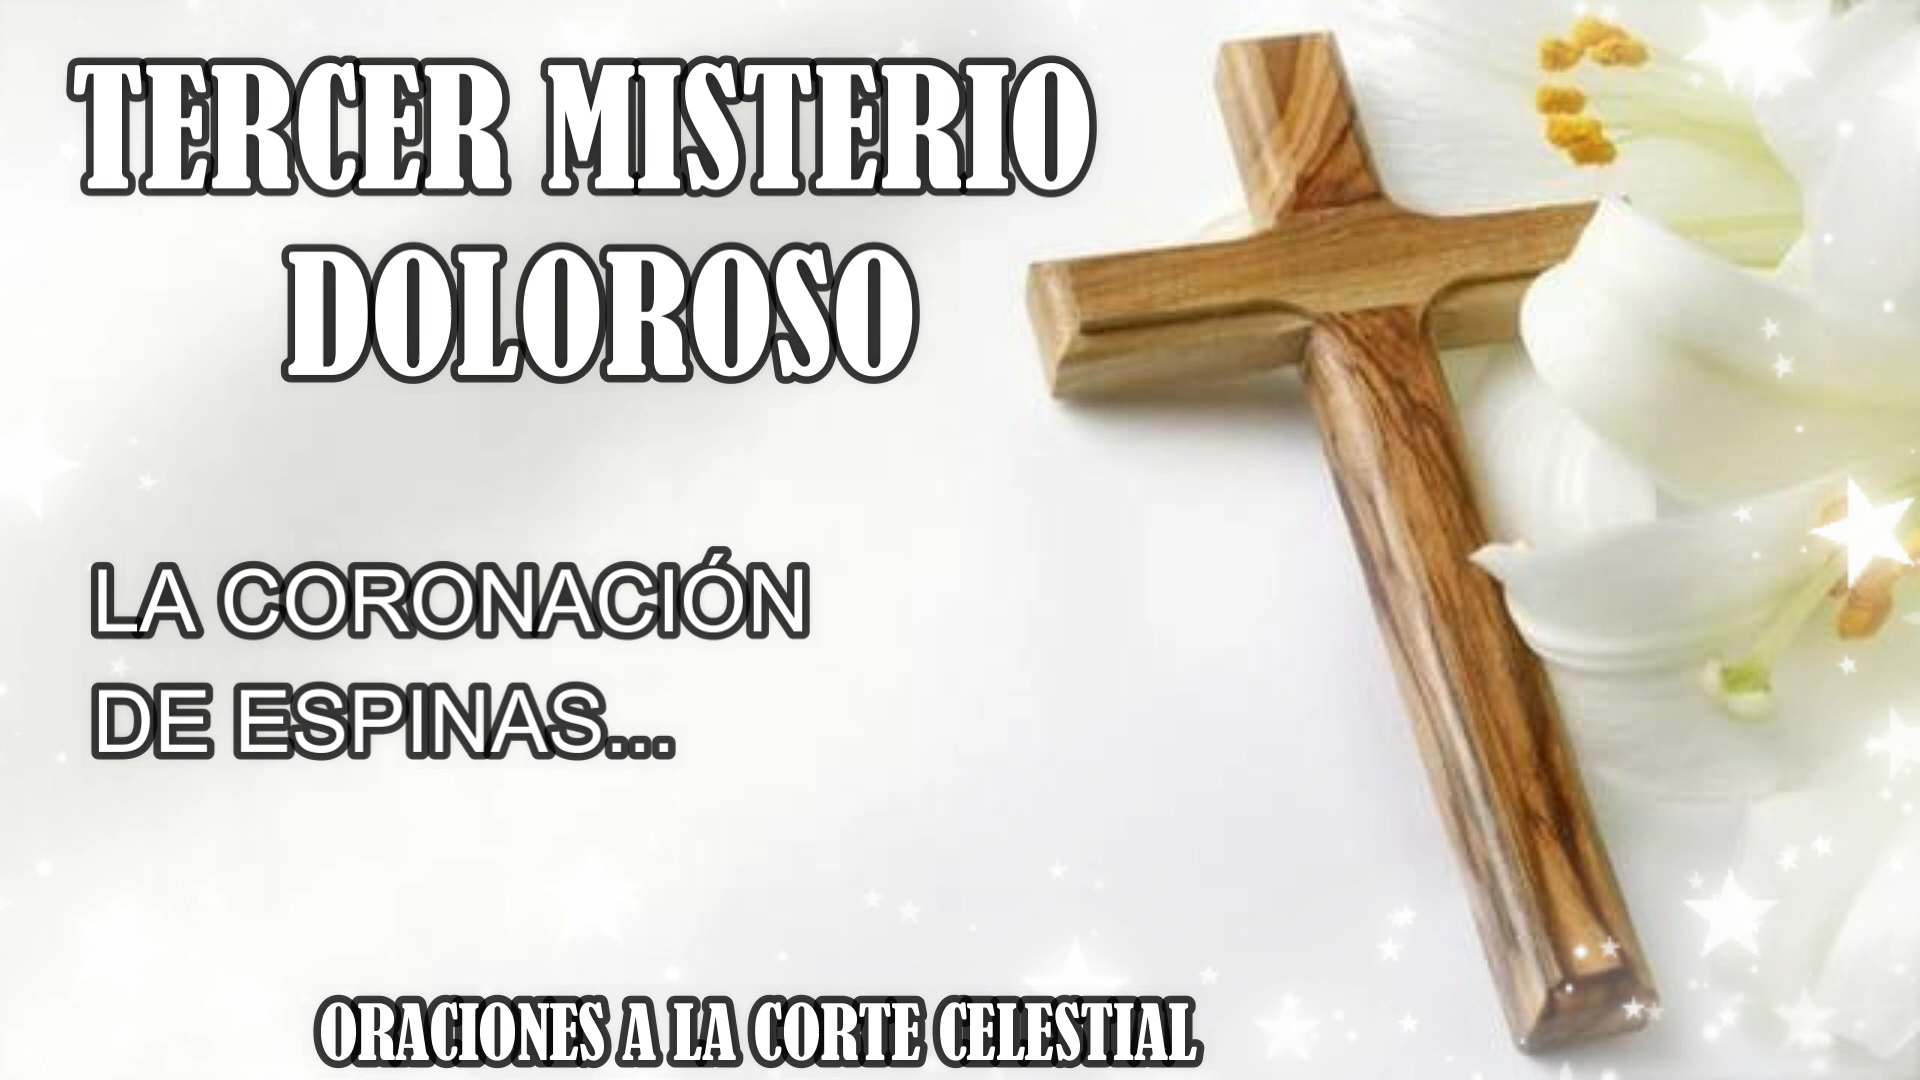 TERCER MISTERIO
DOLOROSO
LA CORONACIÓN
DE ESPINAS...
ORACIONES A LA CORTE CELESTIAL